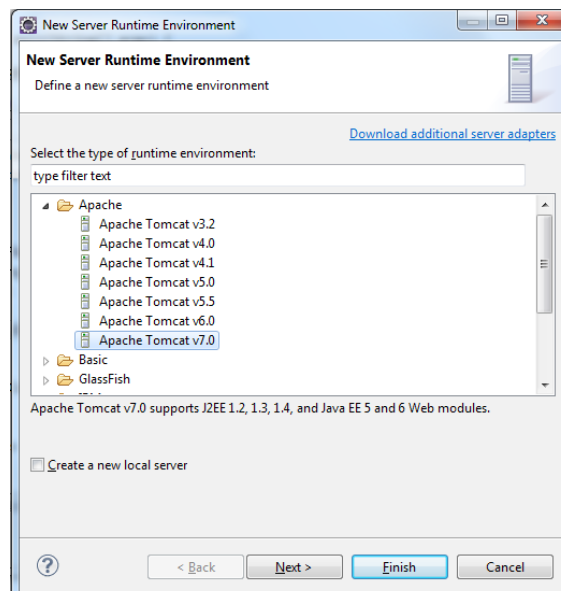 New Server Runtime Environment
New Server Runtime Environment
Define a new server runtime environment
Download additional server adapters
Select the type of runtime environment:
type filter text
Apache
Apache Tomcat v3.2
Apache Tomcat v4.0
Apache Tomcat v4.1
Apache Tomcat v5.0
Apache Tomcat v5.5
Apache Tomcat v6.0
Apache Tomcat v7.0
Basic
GlassFish
Apache Tomcat v7.0 supports J2EE 1.2, 1.3, 1.4, and Java EE 5 and 6 Web modules.
Create a new local server
? < Back Next > Finish Cancel